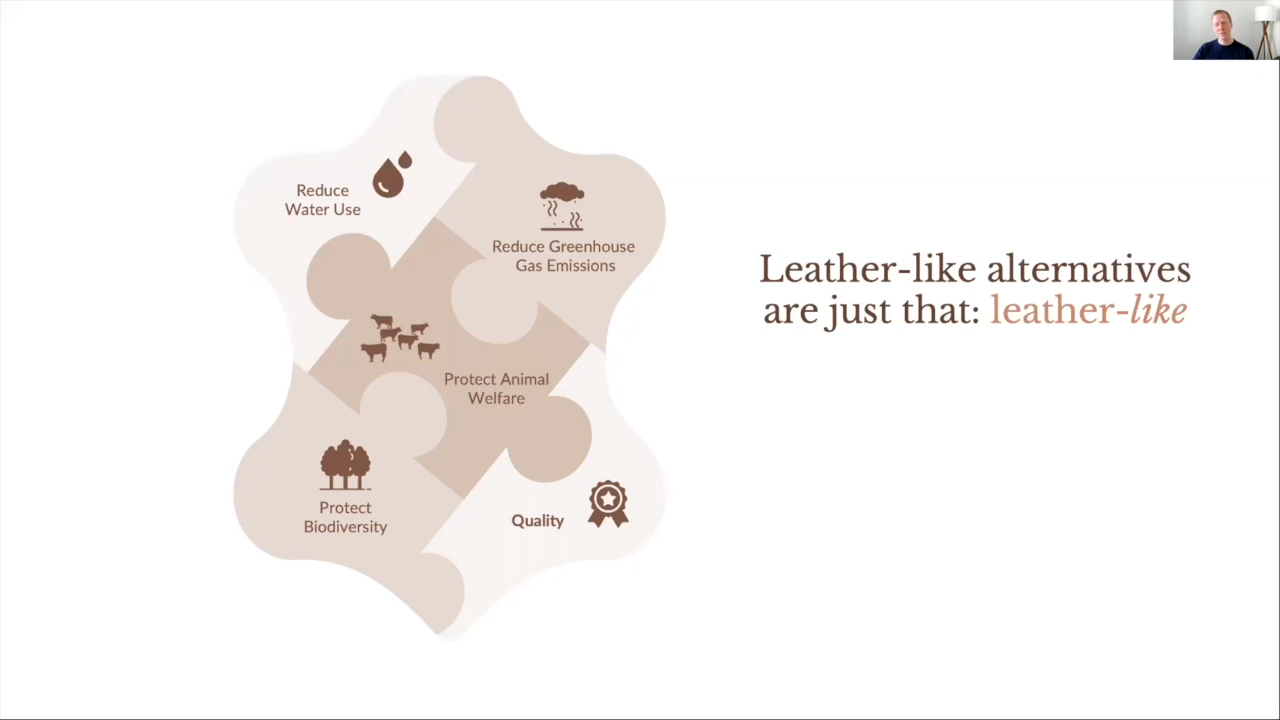 Reduce
Water Use
Reduce Greenhouse
Gas Emissions
Protect Animal
Welfare
Protect
Biodiversity
Quality
Leather-like alternatives
are just that: leather-like